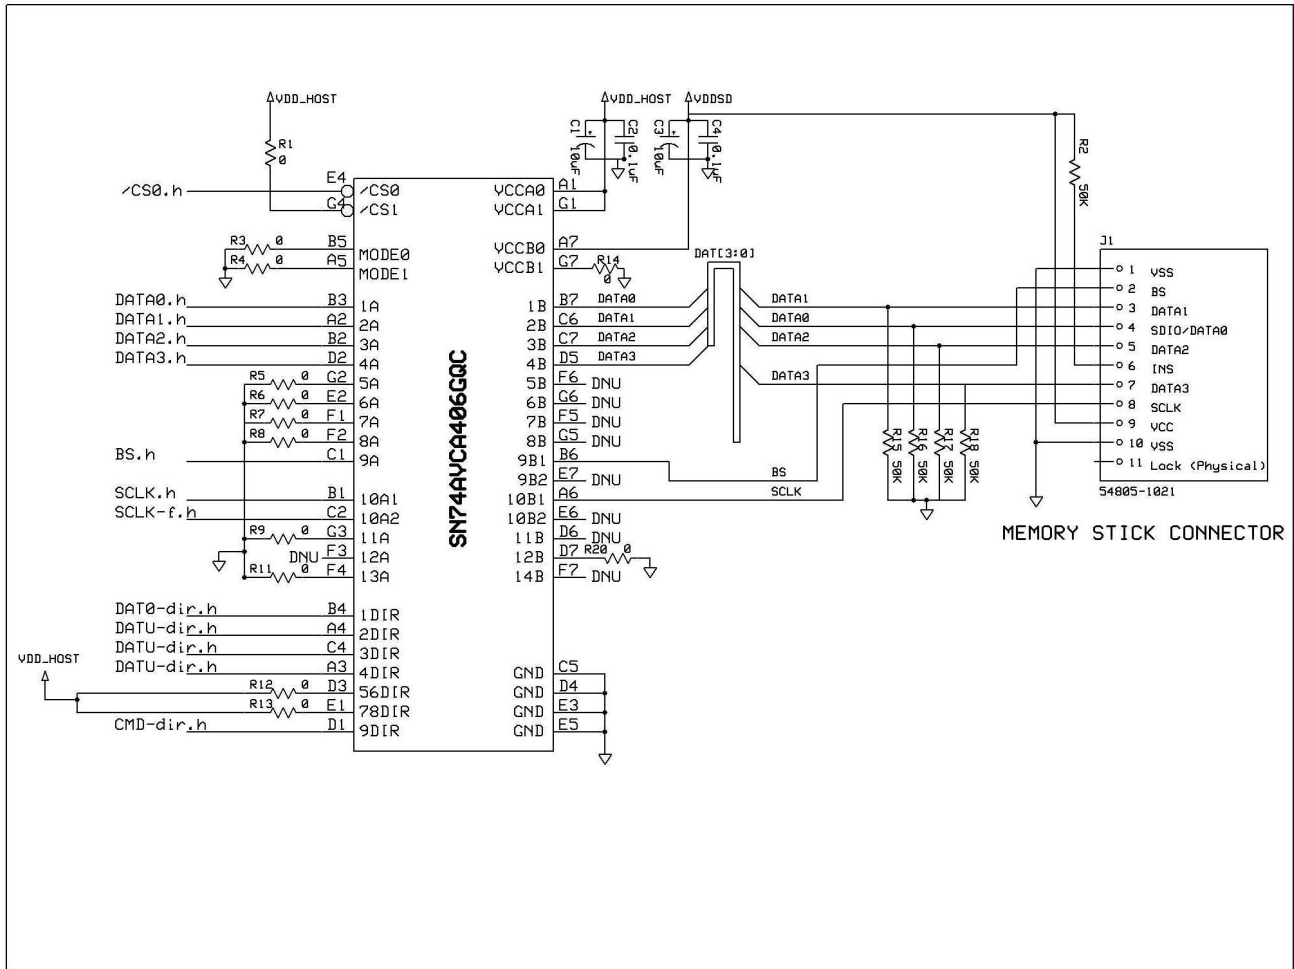 VDD_HOST
VDD_HOST
VDDSD
R1
0
C1 10uF
C2 0.1uF
C3 10uF
C4 0.1uF
R2
50K
/CS0.h
E4 /CS0
G4 /CS1
VCCA0 A1
VCCA1 G1
R3 0 B5 MODE0
R4 0 A5 MODE1
VCCB0 A7
VCCB1 G7 R14 0
DAT[3:0]
J1
DATA0.h B3 1A
DATA1.h A2 2A
DATA2.h B2 3A
DATA3.h D2 4A
R5 0 G2 5A
R6 0 E2 6A
R7 0 F1 7A
R8 0 F2 8A
BS.h C1 9A
SCLK.h B1 10A1
SCLK-f.h C2 10A2
R9 0 G3 11A
DNU F3 12A
R11 0 F4 13A
SN74AVCA406GQC
1B B7 DATA0
2B C6 DATA1
3B C7 DATA2
4B D5 DATA3
5B F6 DNU
6B G6 DNU
7B F5 DNU
8B G5 DNU
9B1 B6
9B2 E7 DNU
10B1 A6
10B2 E6 DNU
11B D6 DNU
12B D7 R20 0
14B F7 DNU
DATA1
DATA0
DATA2
DATA3
BS
SCLK
R15 50K
R16 50K
R17 50K
R18 50K
1 VSS
2 BS
3 DATA1
4 SDIO/DATA0
5 DATA2
6 INS
7 DATA3
8 SCLK
9 VCC
10 VSS
11 Lock (Physical)
54805-1021
MEMORY STICK CONNECTOR
DAT0-dir.h B4 1DIR
DATU-dir.h A4 2DIR
DATU-dir.h C4 3DIR
DATU-dir.h A3 4DIR
VDD_HOST
R12 0 D3 56DIR
R13 0 E1 78DIR
CMD-dir.h D1 9DIR
GND C5
GND D4
GND E3
GND E5